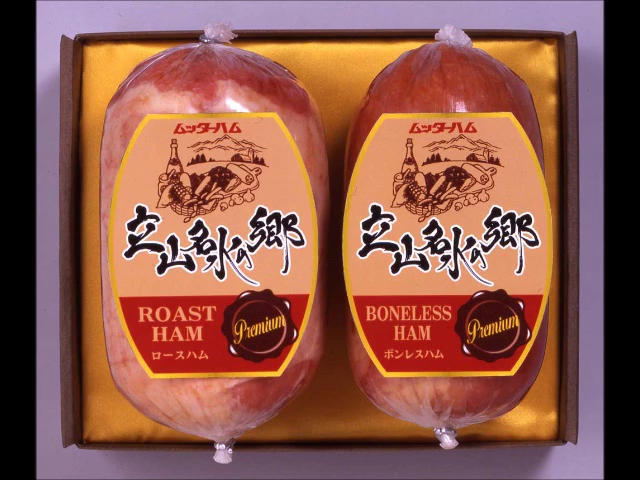 ムッターハム
立山名水の郷
ROAST
HAM
Premium
ロースハム
ムッターハム
立山名水の郷
BONELESS
HAM
Premium
ボンレスハム